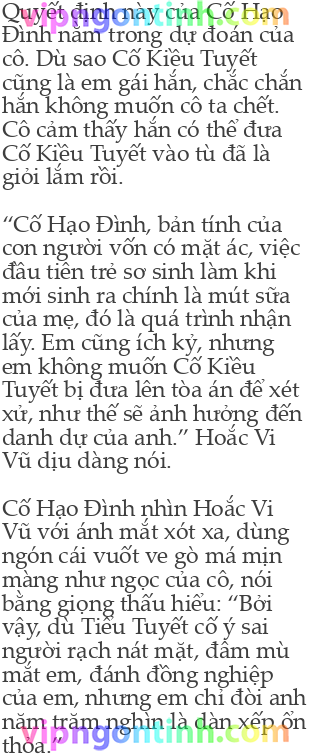 Quyết định này của Cố Hạo
Đình nằm trong dự đoán của
cô. Dù sao Cố Kiều Tuyết
cũng là em gái hắn, chắc chắn
hắn không muốn cô ta chết.
Cô cảm thấy hắn có thể đưa
Cố Kiều Tuyết vào tù đã là
giỏi lắm rồi.
“Cố Hạo Đình, bản tính của
con người vốn có mặt ác, việc
đầu tiên trẻ sơ sinh làm khi
mới sinh ra chính là mút sữa
của mẹ, đó là quá trình nhận
lấy. Em cũng ích kỷ, nhưng
em không muốn Cố Kiều
Tuyết bị đưa lên tòa án để xét
xử, như thế sẽ ảnh hưởng đến
danh dự của anh.” Hoắc Vi
Vũ dịu dàng nói.
Cố Hạo Đình nhìn Hoắc Vi
Vũ với ánh mắt xót xa, dùng
ngón cái vuốt ve gò má mịn
màng như ngọc của cô, nói
bằng giọng thấu hiểu: “Bởi
vậy, dù Tiểu Tuyết cố ý sai
người rạch nát mặt, đâm mù
mắt em, đánh đồng nghiệp
của em, nhưng em chỉ đòi anh
năm trăm nghìn là dàn xếp ổn
thỏa.”
vipngontinh.com
vipngontinh.com